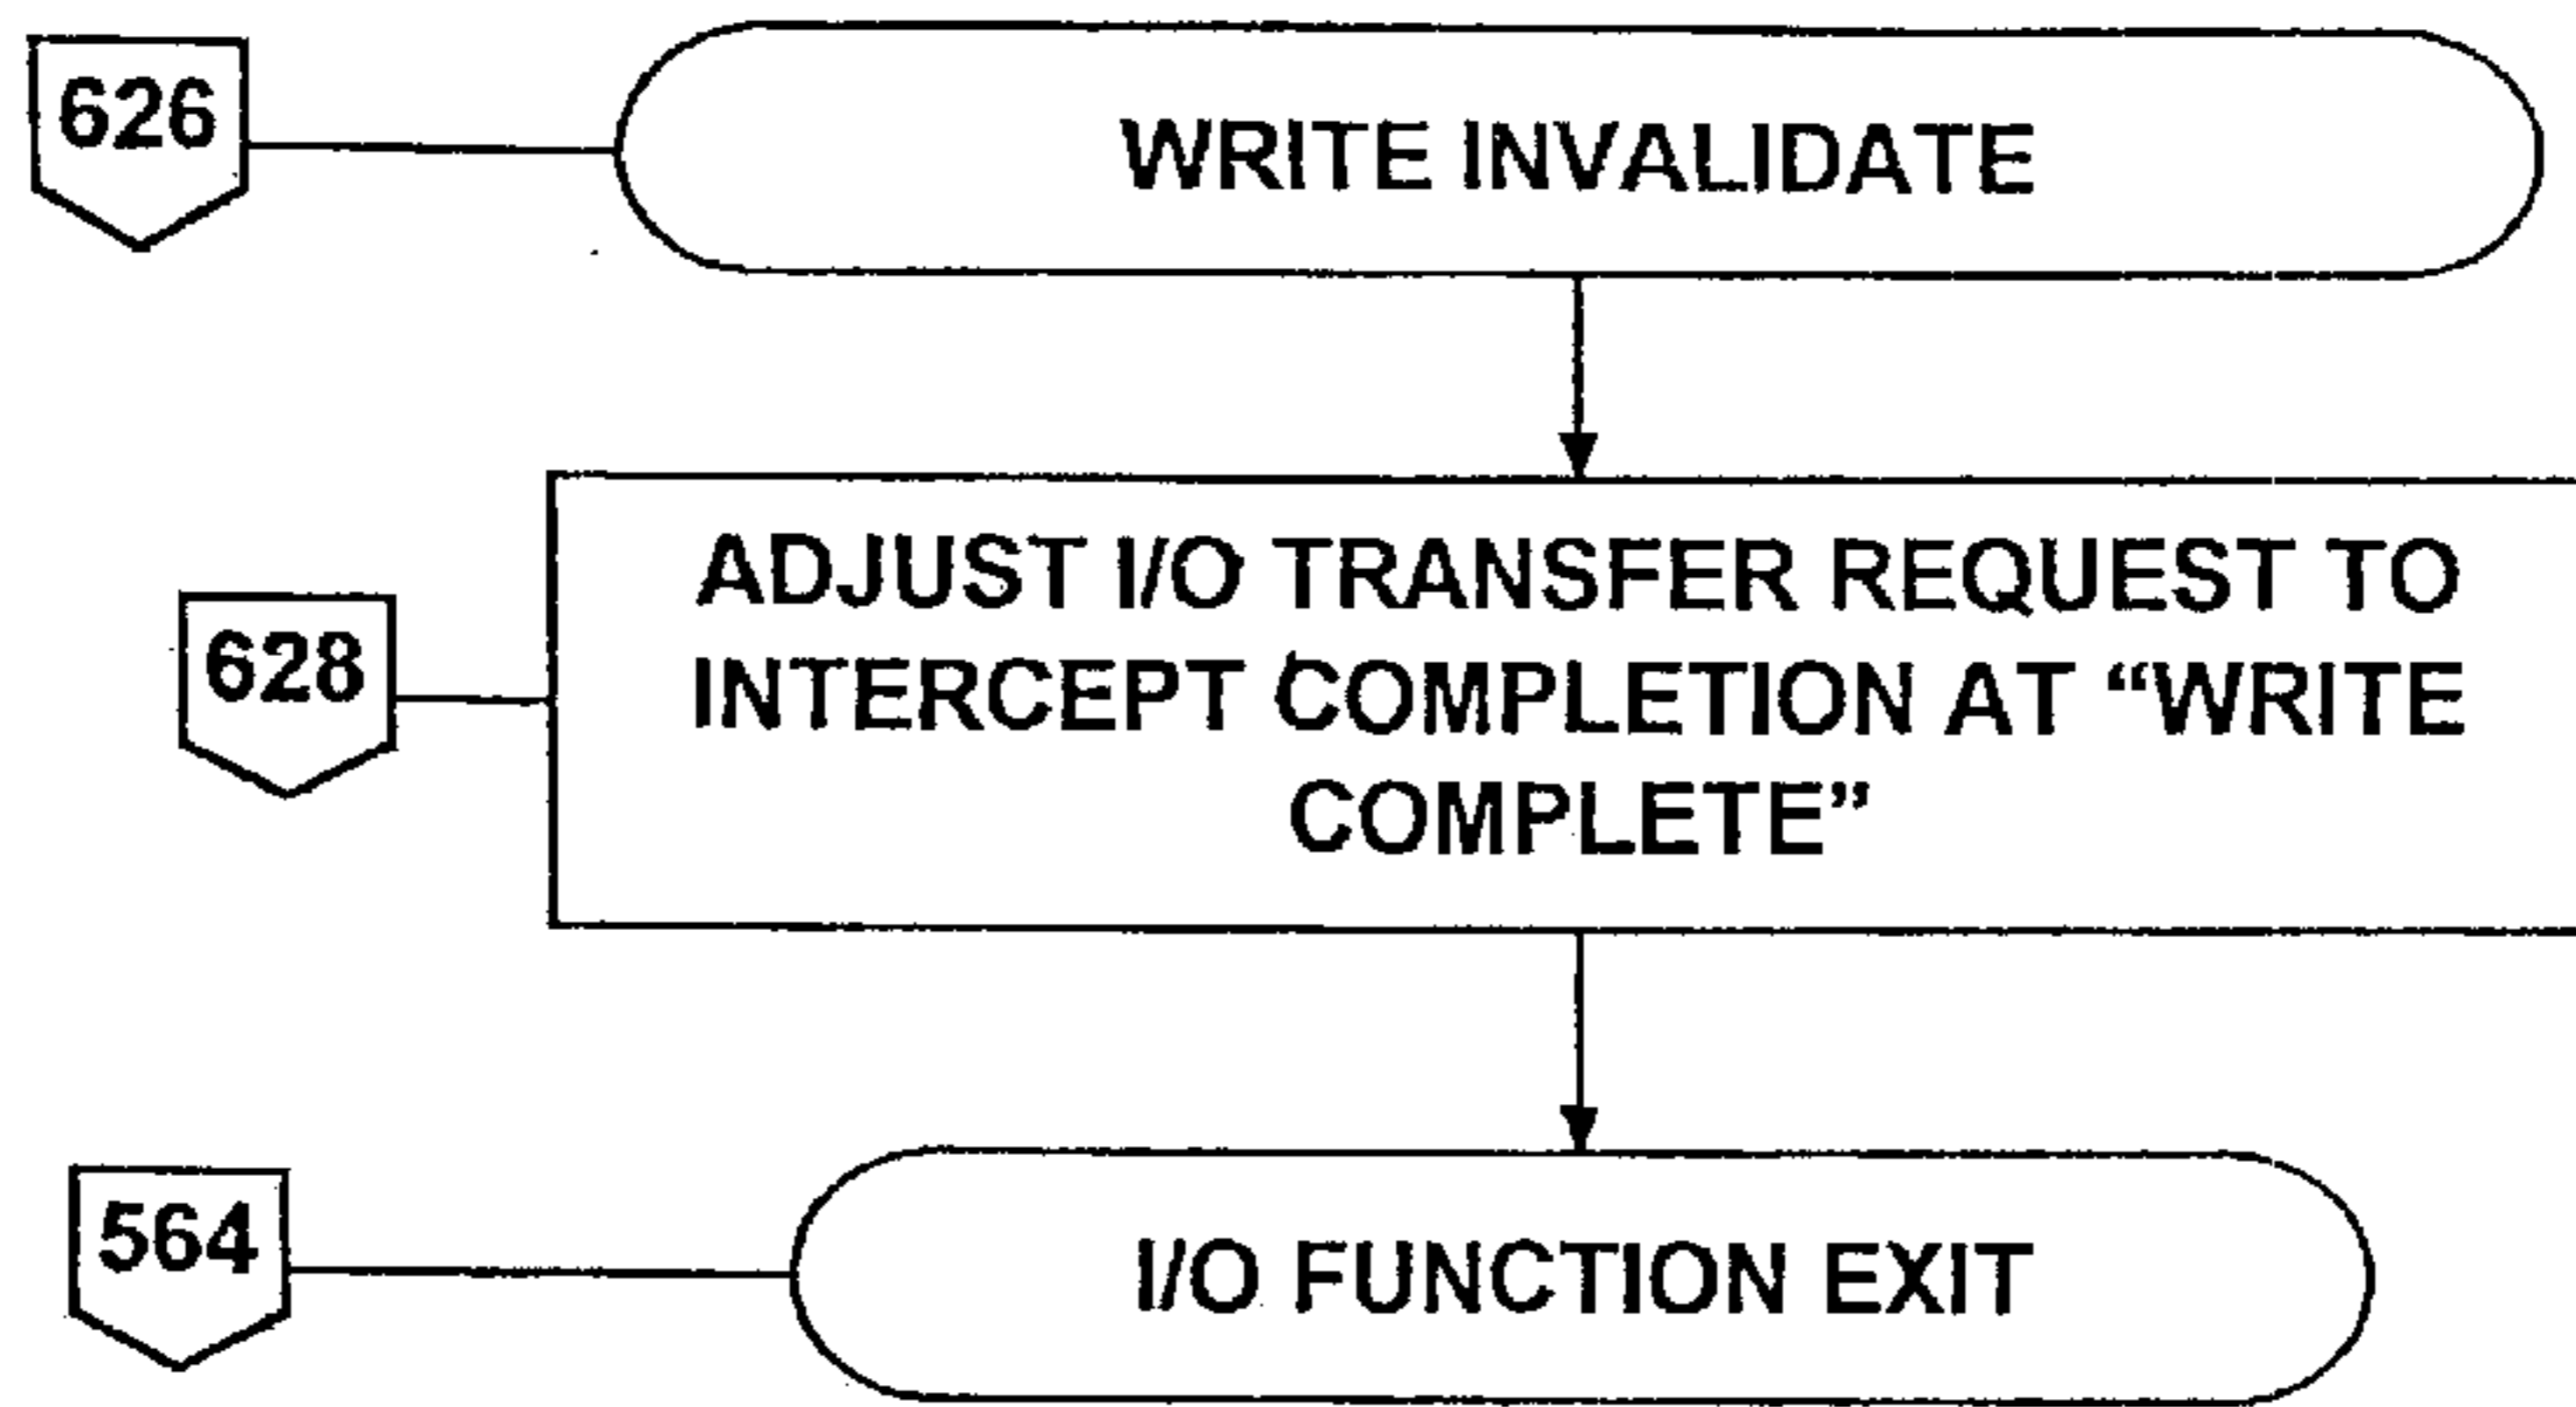 626
WRITE INVALIDATE
628
ADJUST I/O TRANSFER REQUEST TO
INTERCEPT COMPLETION AT “WRITE
COMPLETE”
564
I/O FUNCTION EXIT